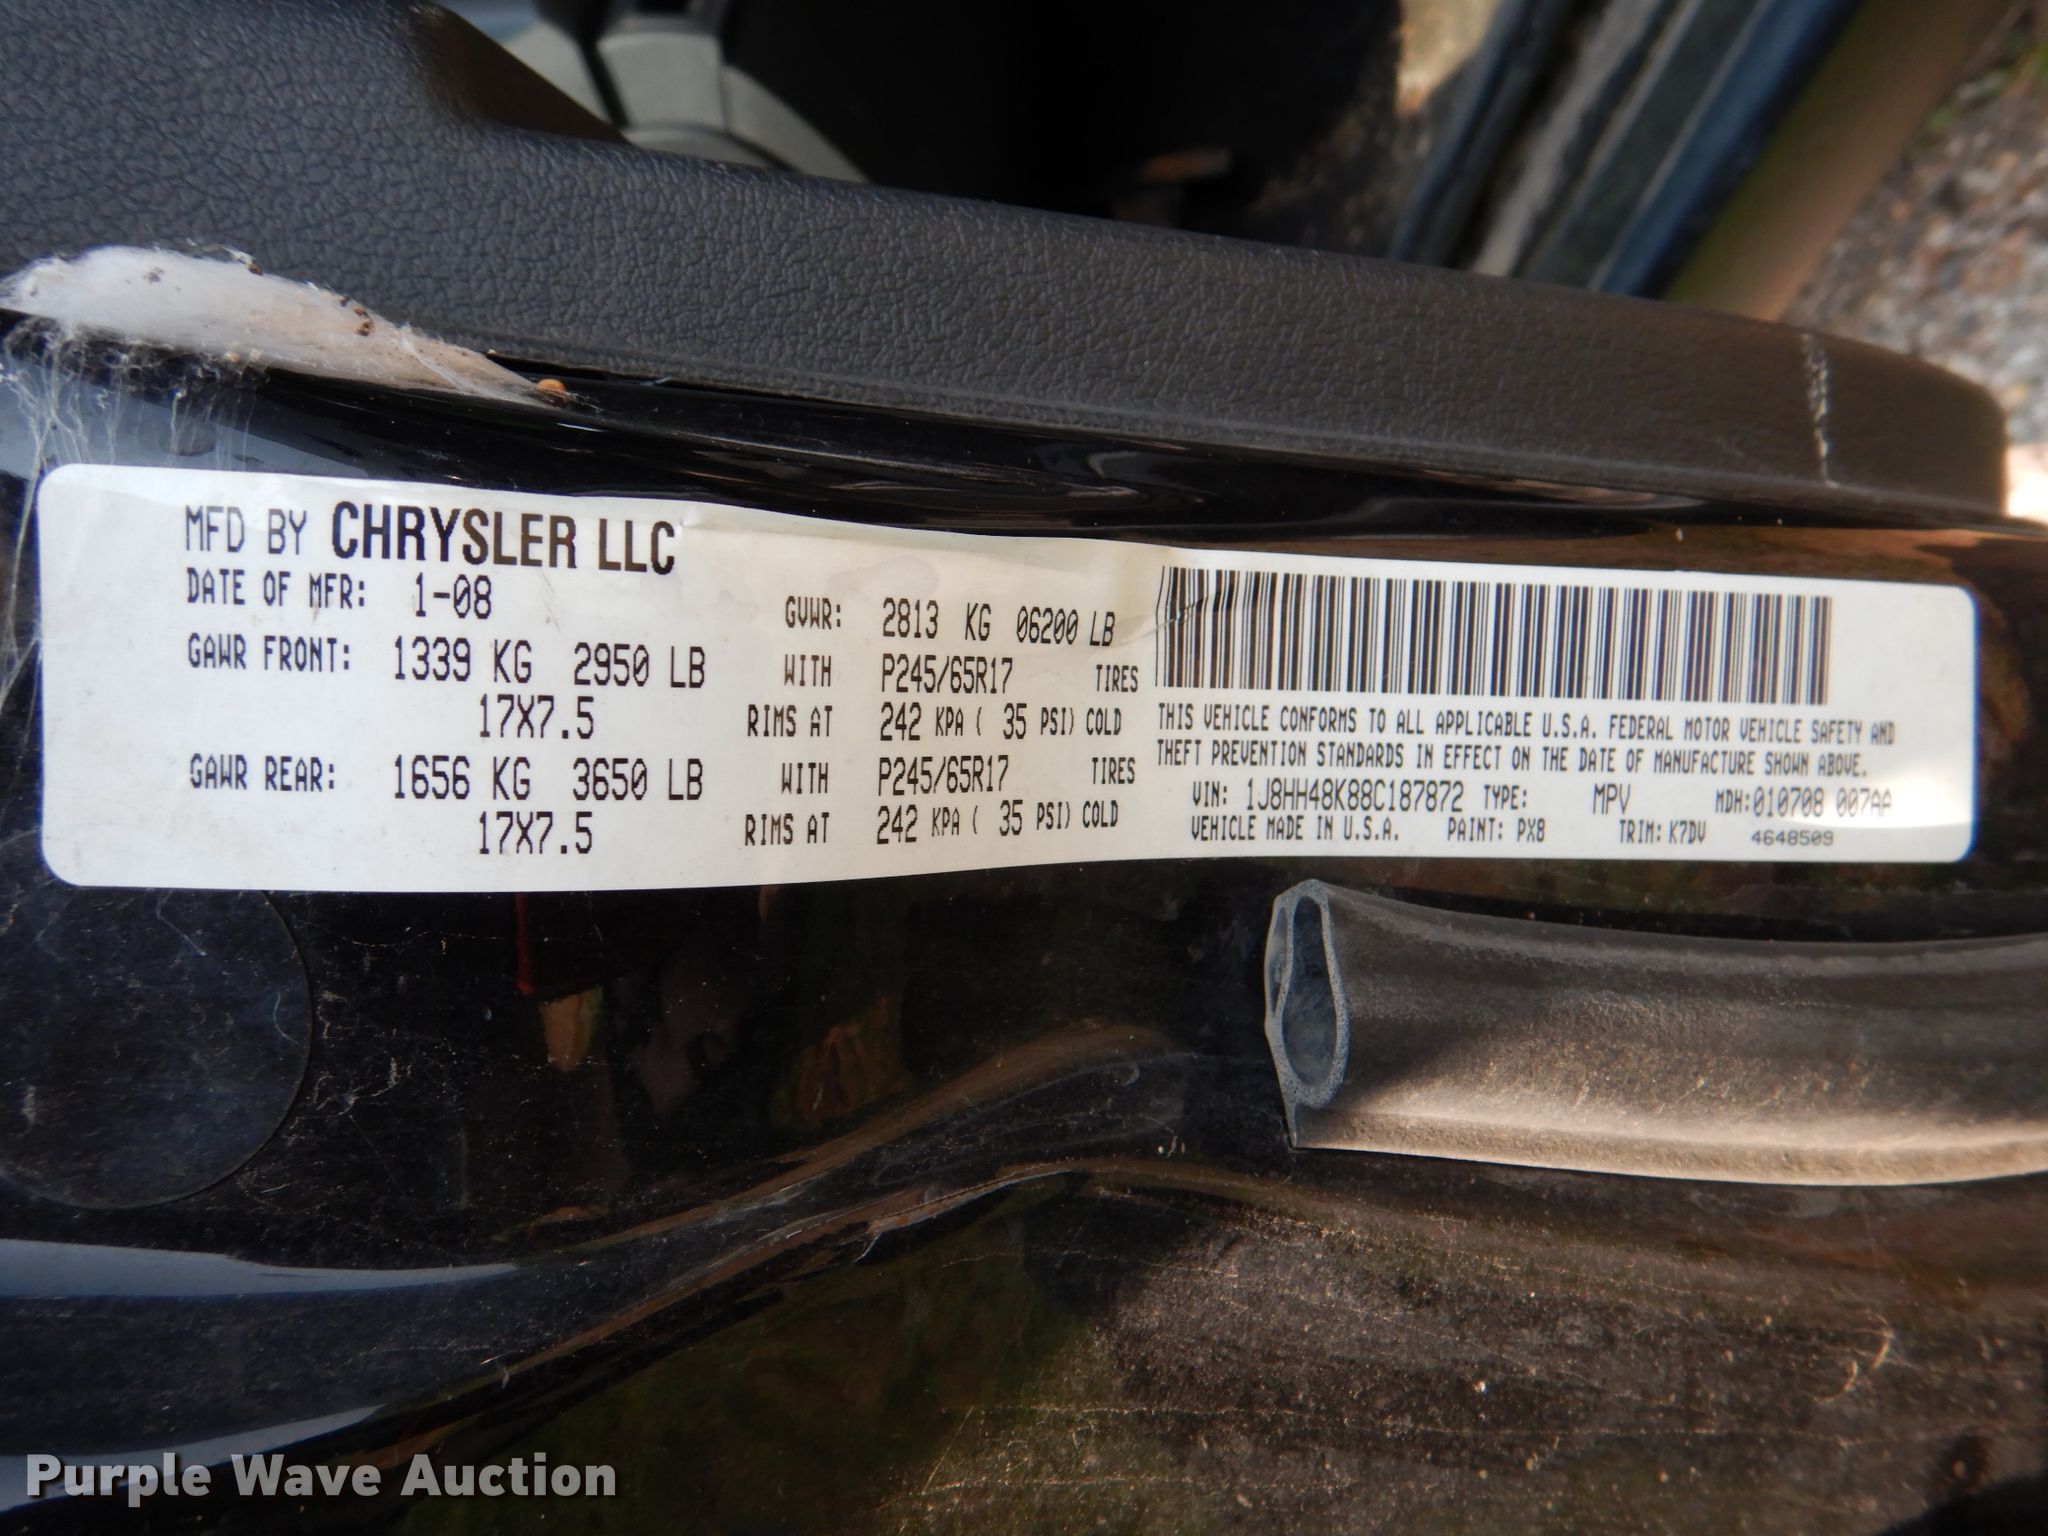 MFD BY CHRYSLER LLC
DATE OF MFR: 1-08 GVWR: 2813 KG 06200 LB
GAWR FRONT: 1339 KG 2950 LB WITH P245/65R17 TIRES
17X7.5 RIMS AT 242 KPA ( 35 PSI) COLD
GAWR REAR: 1656 KG 3650 LB WITH P245/65R17 TIRES
17X7.5 RIMS AT 242 KPA ( 35 PSI) COLD
THIS VEHICLE CONFORMS TO ALL APPLICABLE U.S.A. FEDERAL MOTOR VEHICLE SAFETY AND
THEFT PREVENTION STANDARDS IN EFFECT ON THE DATE OF MANUFACTURE SHOWN ABOVE.
VIN: 1J8HH48K88C187872 TYPE: MPV MDH:010708 007AA
VEHICLE MADE IN U.S.A. PAINT: PX8 TRIM: K7DV 4648509
Purple Wave Auction